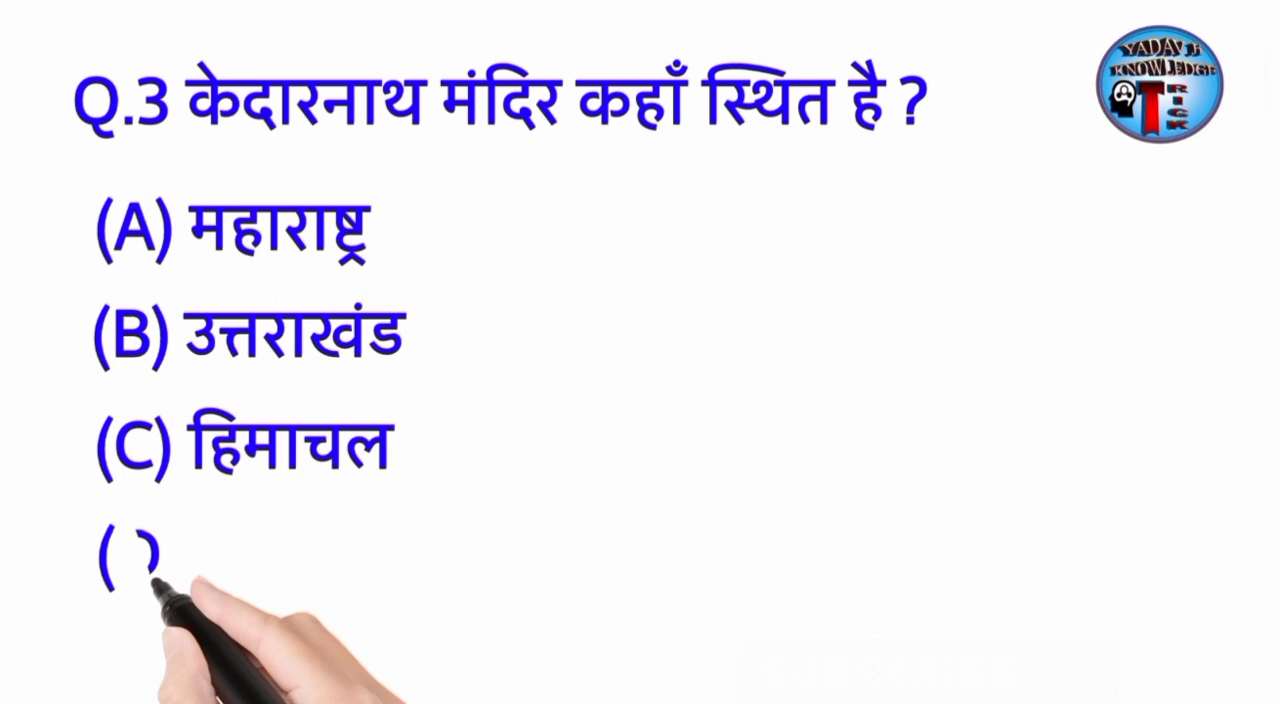 Q.3 केदारनाथ मंदिर कहाँ स्थित है ?
YADAV Ji
KNOWLEDGE
TRICK
(A) महाराष्ट्र
(B) उत्तराखंड
(C) हिमाचल
(